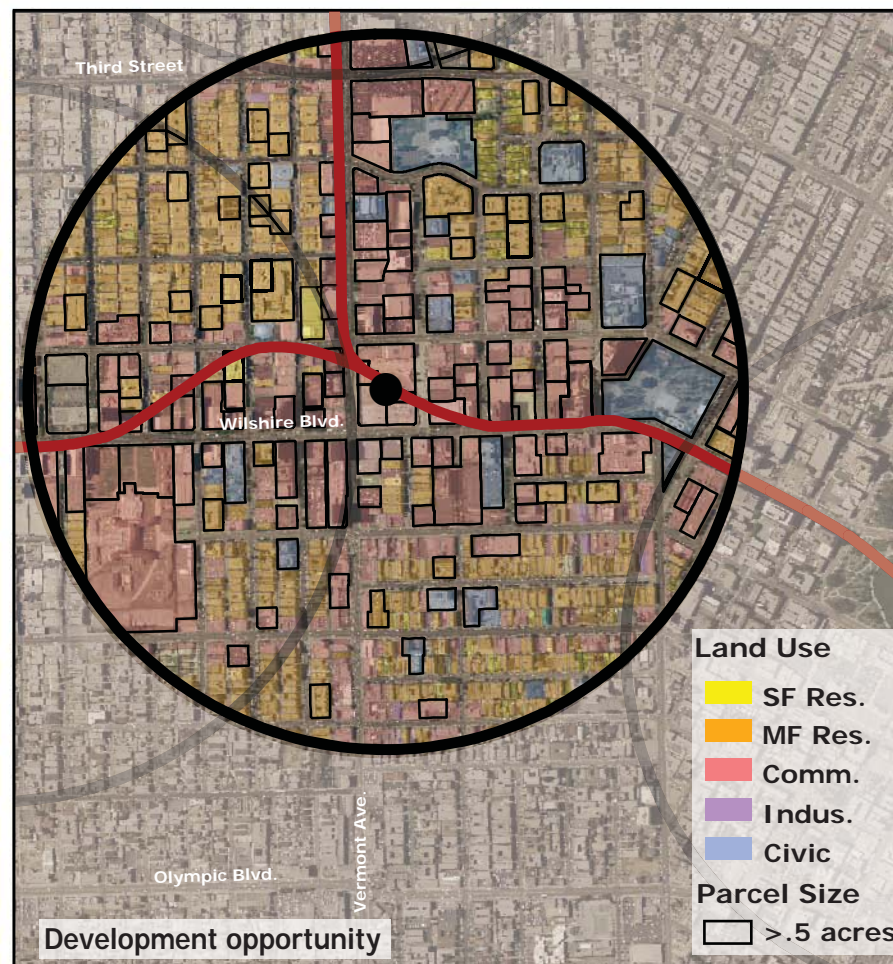 Third Street
Wilshire Blvd.
Vermont Ave.
Olympic Blvd.
Development opportunity
Land Use
SF Res.
MF Res.
Comm.
Indus.
Civic
Parcel Size
>.5 acres